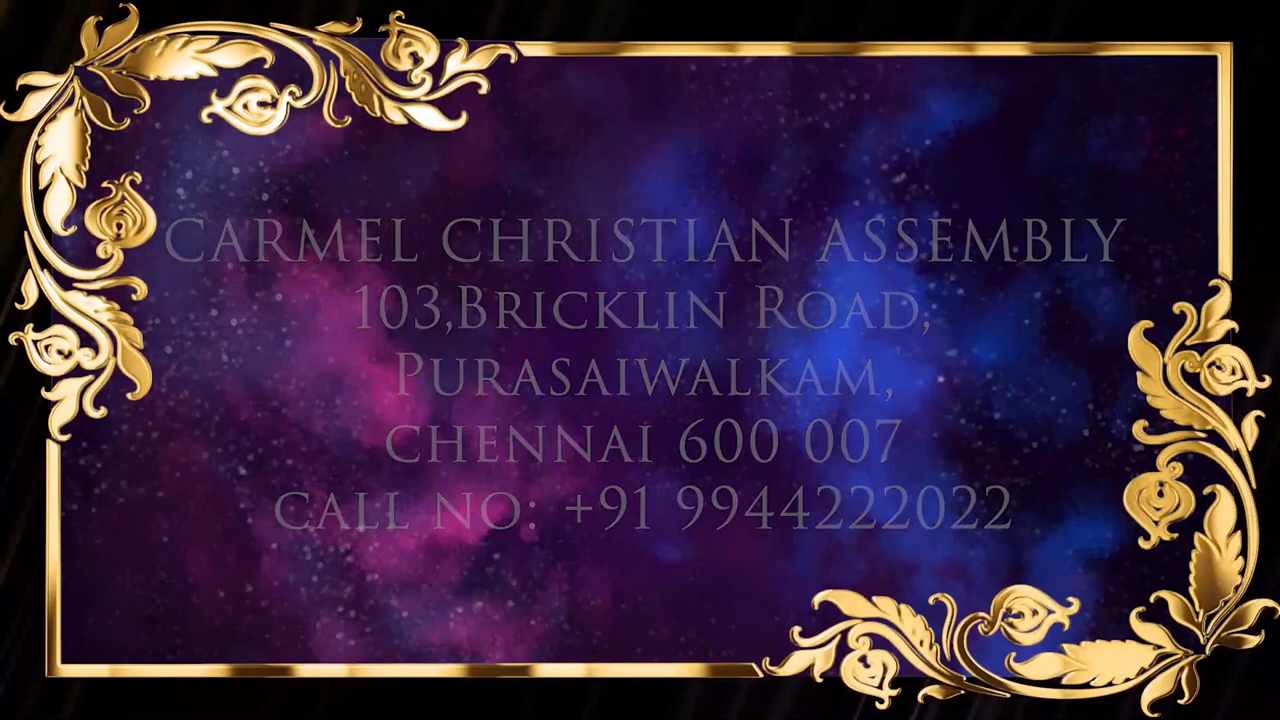 CARMEL CHRISTIAN ASSEMBLY
103,BRICKLIN ROAD,
PURASAIWALKAM,
CHENNAI 600 007
CALL NO: +91 9944222022